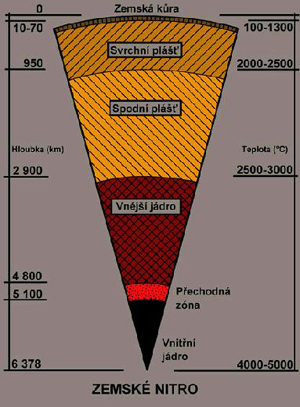 0
Zemská kůra
10-70
100-1300
Svrchní plášť
950
2000-2500
Spodní plášť
Hloubka (km)
Teplota (°C)
2 900
2500-3000
Vnější jádro
4 800
Přechodná
zóna
5 100
Vnitřní
jádro
6 378
4000-5000
ZEMSKÉ NITRO